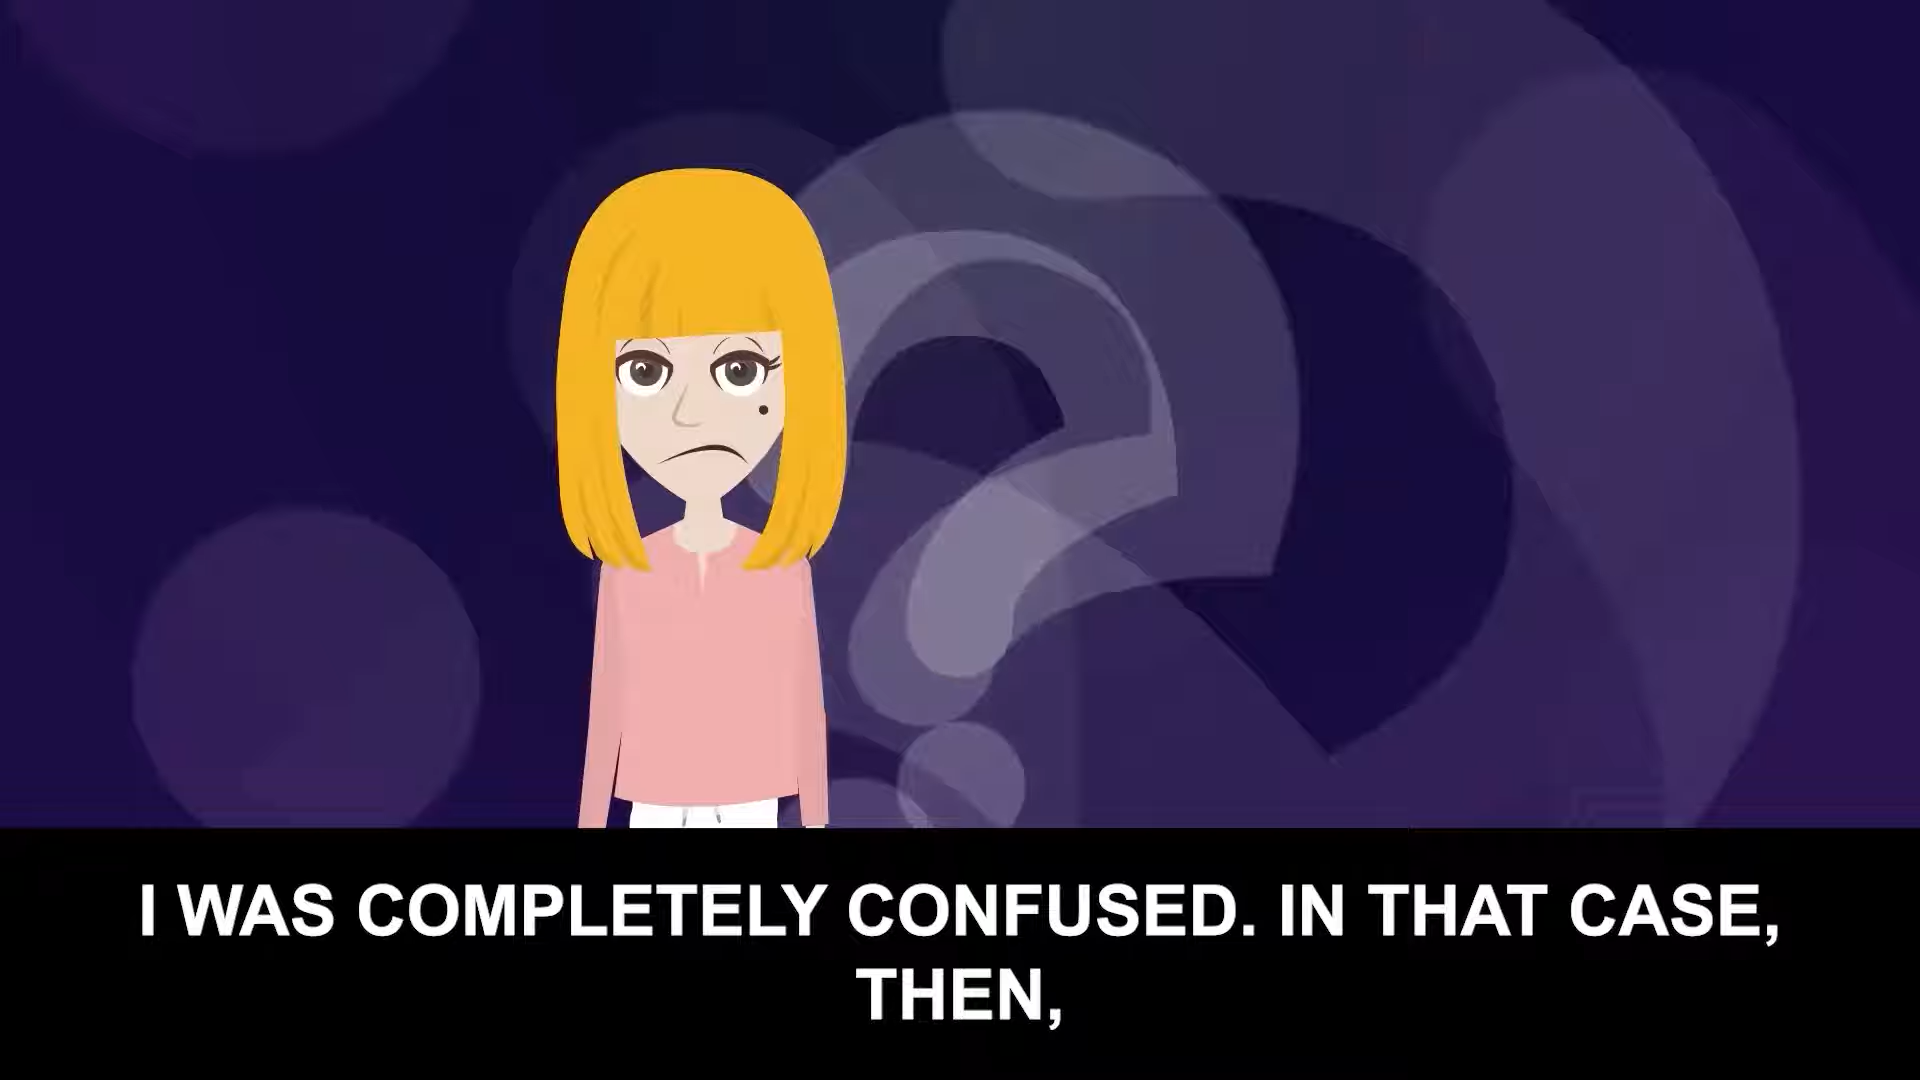 I WAS COMPLETELY CONFUSED. IN THAT CASE,
THEN,